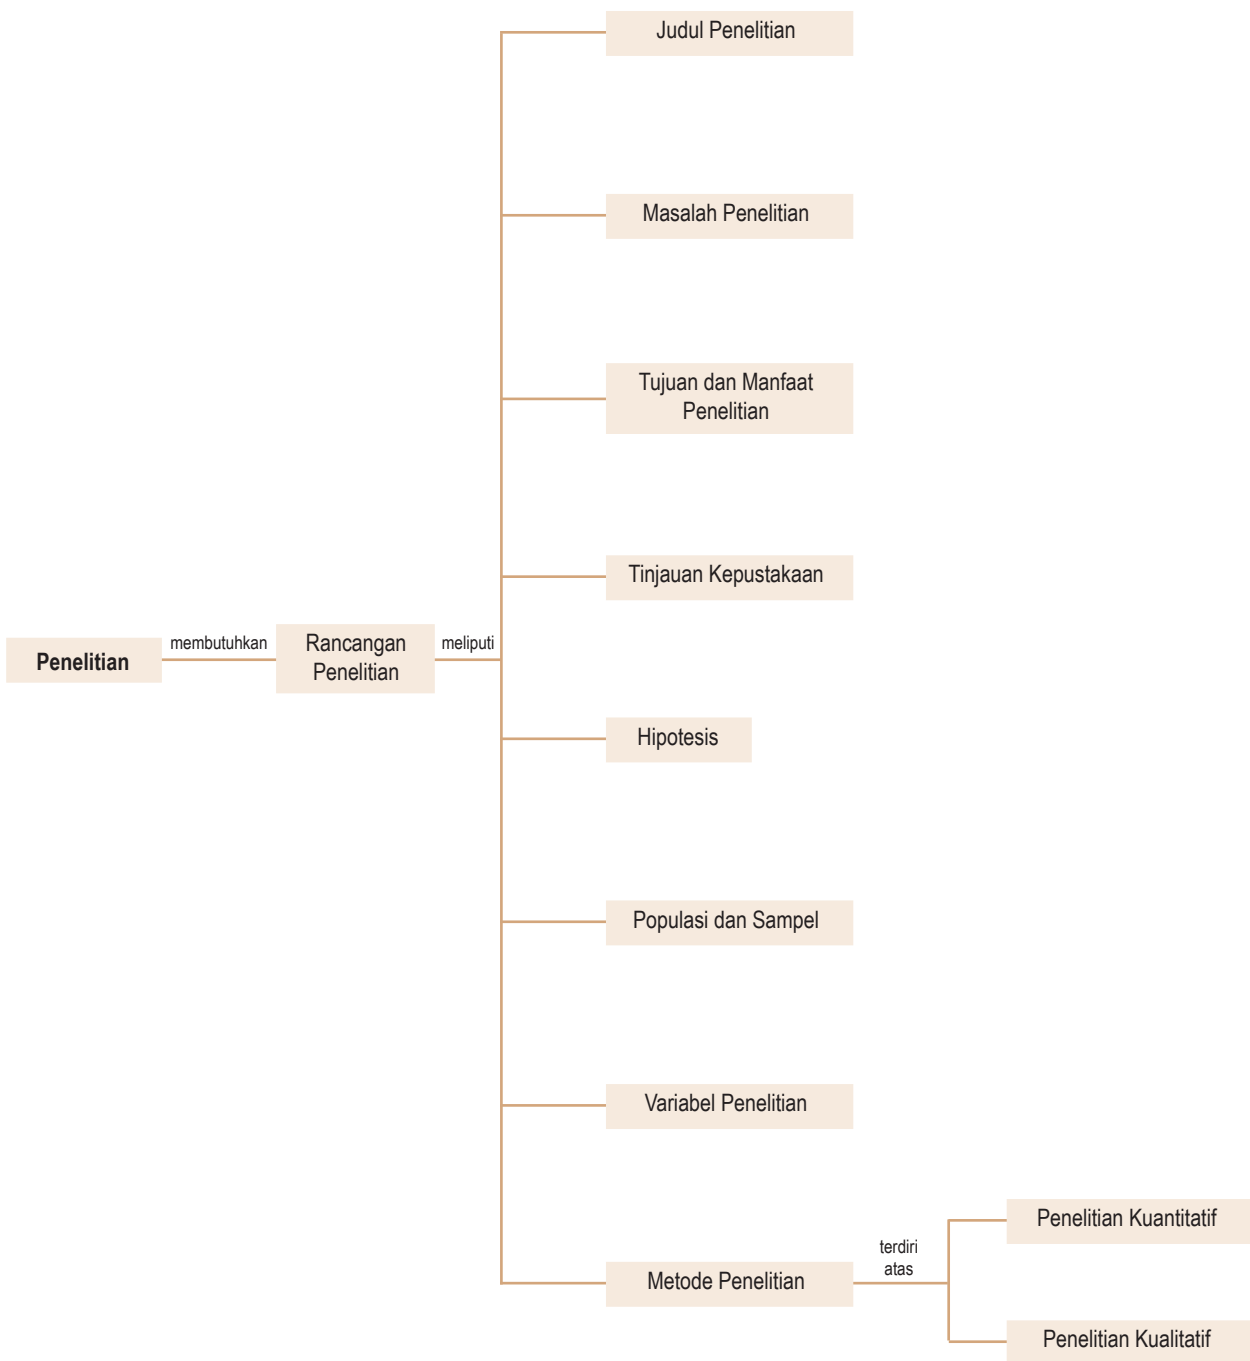 Judul Penelitian
Masalah Penelitian
Tujuan dan Manfaat
Penelitian
Tinjauan Kepustakaan
Penelitian
membutuhkan
Rancangan
Penelitian
meliputi
Hipotesis
Populasi dan Sampel
Variabel Penelitian
Metode Penelitian
terdiri
atas
Penelitian Kuantitatif
Penelitian Kualitatif